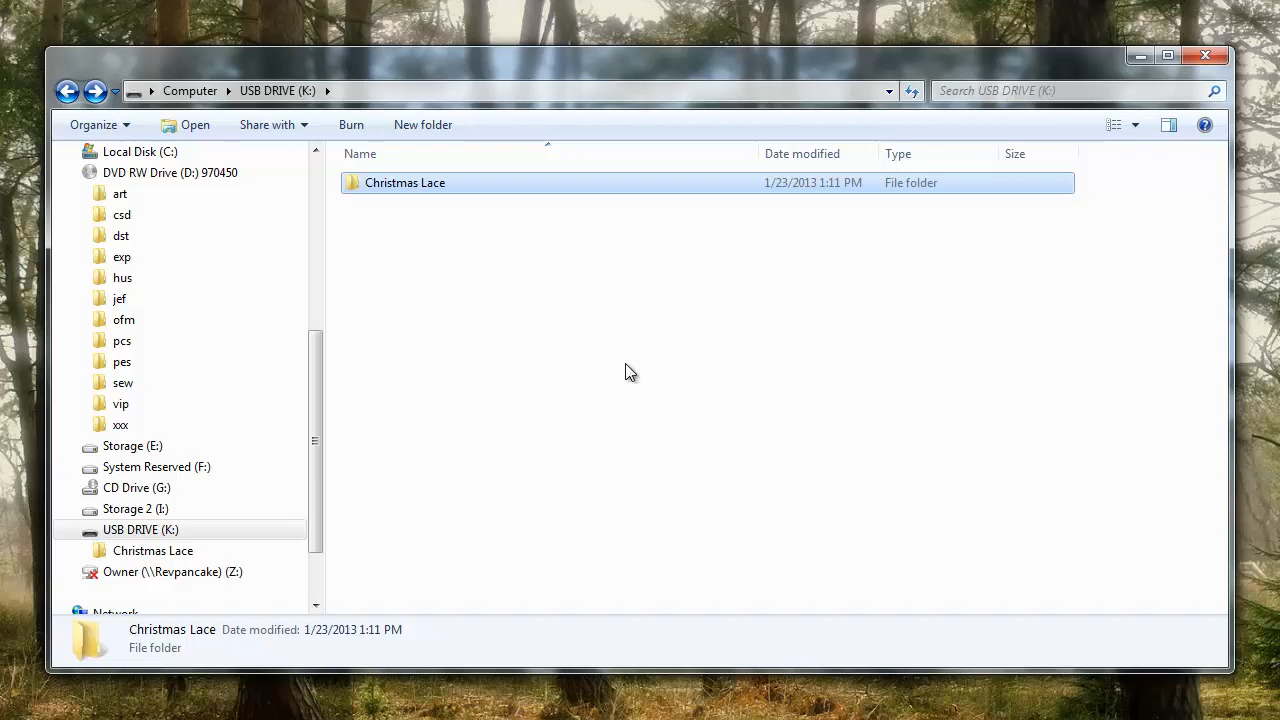 Computer USB DRIVE (K:) Search USB DRIVE (K:)
Organize Open Share with Burn New folder
Name Date modified Type Size
Christmas Lace 1/23/2013 1:11 PM File folder
Local Disk (C:)
DVD RW Drive (D:) 970450
art
csd
dst
exp
hus
jef
ofm
pcs
pes
sew
vip
xxx
Storage (E:)
System Reserved (F:)
CD Drive (G:)
Storage 2 (I:)
USB DRIVE (K:)
Christmas Lace
Owner (\\Revpancake) (Z:)
Network
Christmas Lace Date modified: 1/23/2013 1:11 PM
File folder